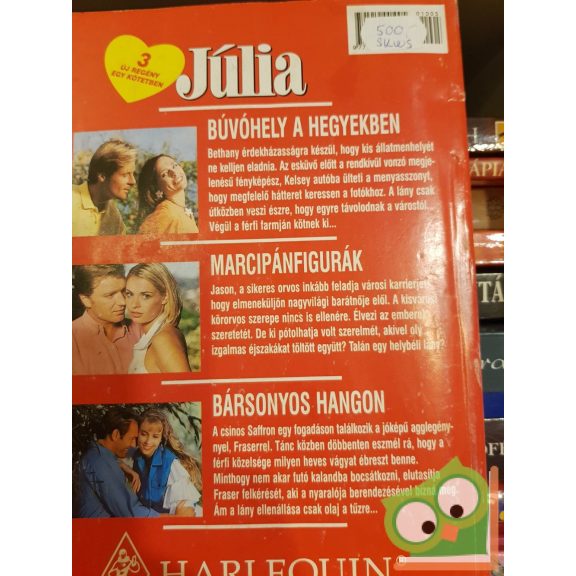 01003
500,-
3
ÚJ REGÉNY
EGY KÖTETBEN
Júlia
BÚVÓHELY A HEGYEKBEN
Bethany érdekházasságra készül, hogy kis állatmenhelyét
ne kelljen eladnia. Az esküvő előtt a rendkívül vonzó megje-
lenésű fényképész, Kelsey autóba ülteti a menyasszonyt,
hogy megfelelő hátteret keressen a fotókhoz. A lány csak
útközben veszi észre, hogy egyre távolodnak a várostól...
Végül a férfi farmján kötnek ki...
MARCIPÁNFIGURÁK
Jason, a sikeres orvos inkább feladja városi karrierjét,
hogy elmeneküljön nagyvilági barátnője elől. A kisváros
körorvos szerepe nincs is ellenére. Élvezi az emberek
szeretetét. De ki pótolhatja volt szerelmét, akivel oly
izgalmas éjszakákat töltött együtt? Talán egy helybéli lány?
BÁRSONYOS HANGON
A csinos Saffron egy fogadáson találkozik a jóképű agglegény-
nyel, Fraserrel. Tánc közben döbbenten eszmél rá, hogy a
férfi közelsége milyen heves vágyat ébreszt benne.
Minthogy nem akar futó kalandba bocsátkozni, elutasítja
Fraser felkérését, aki a nyaralója berendezésével bízná meg.
Ám a lány ellenállása csak olaj a tűzre...
HARLEQUIN®